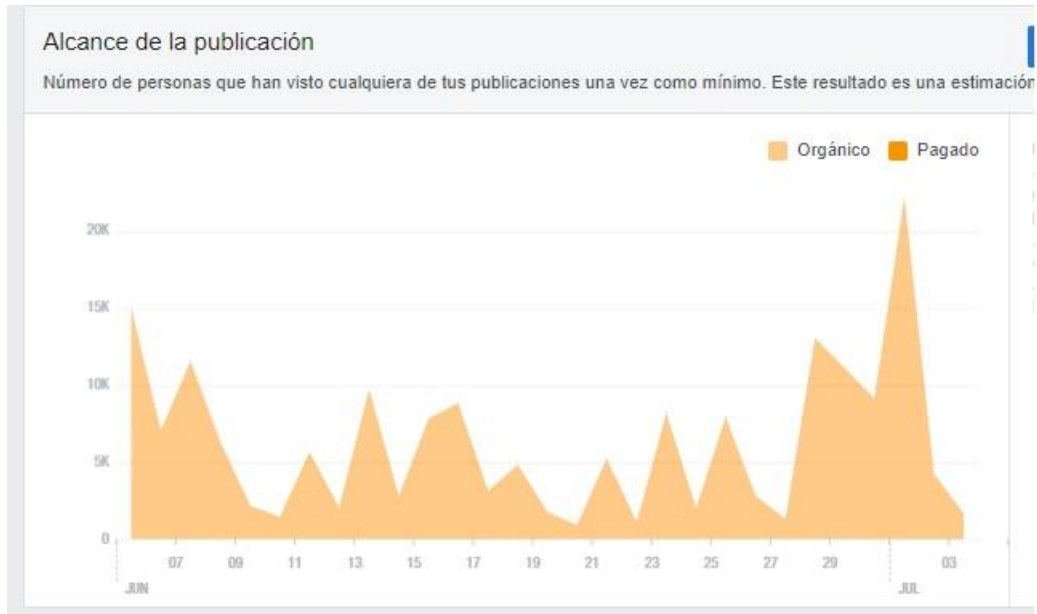 Alcance de la publicación
Número de personas que han visto cualquiera de tus publicaciones una vez como mínimo. Este resultado es una estimación
Orgánico Pagado
20K
15K
10K
5K
0
07 09 11 13 15 17 19 21 23 25 27 29 03
JUN JUL